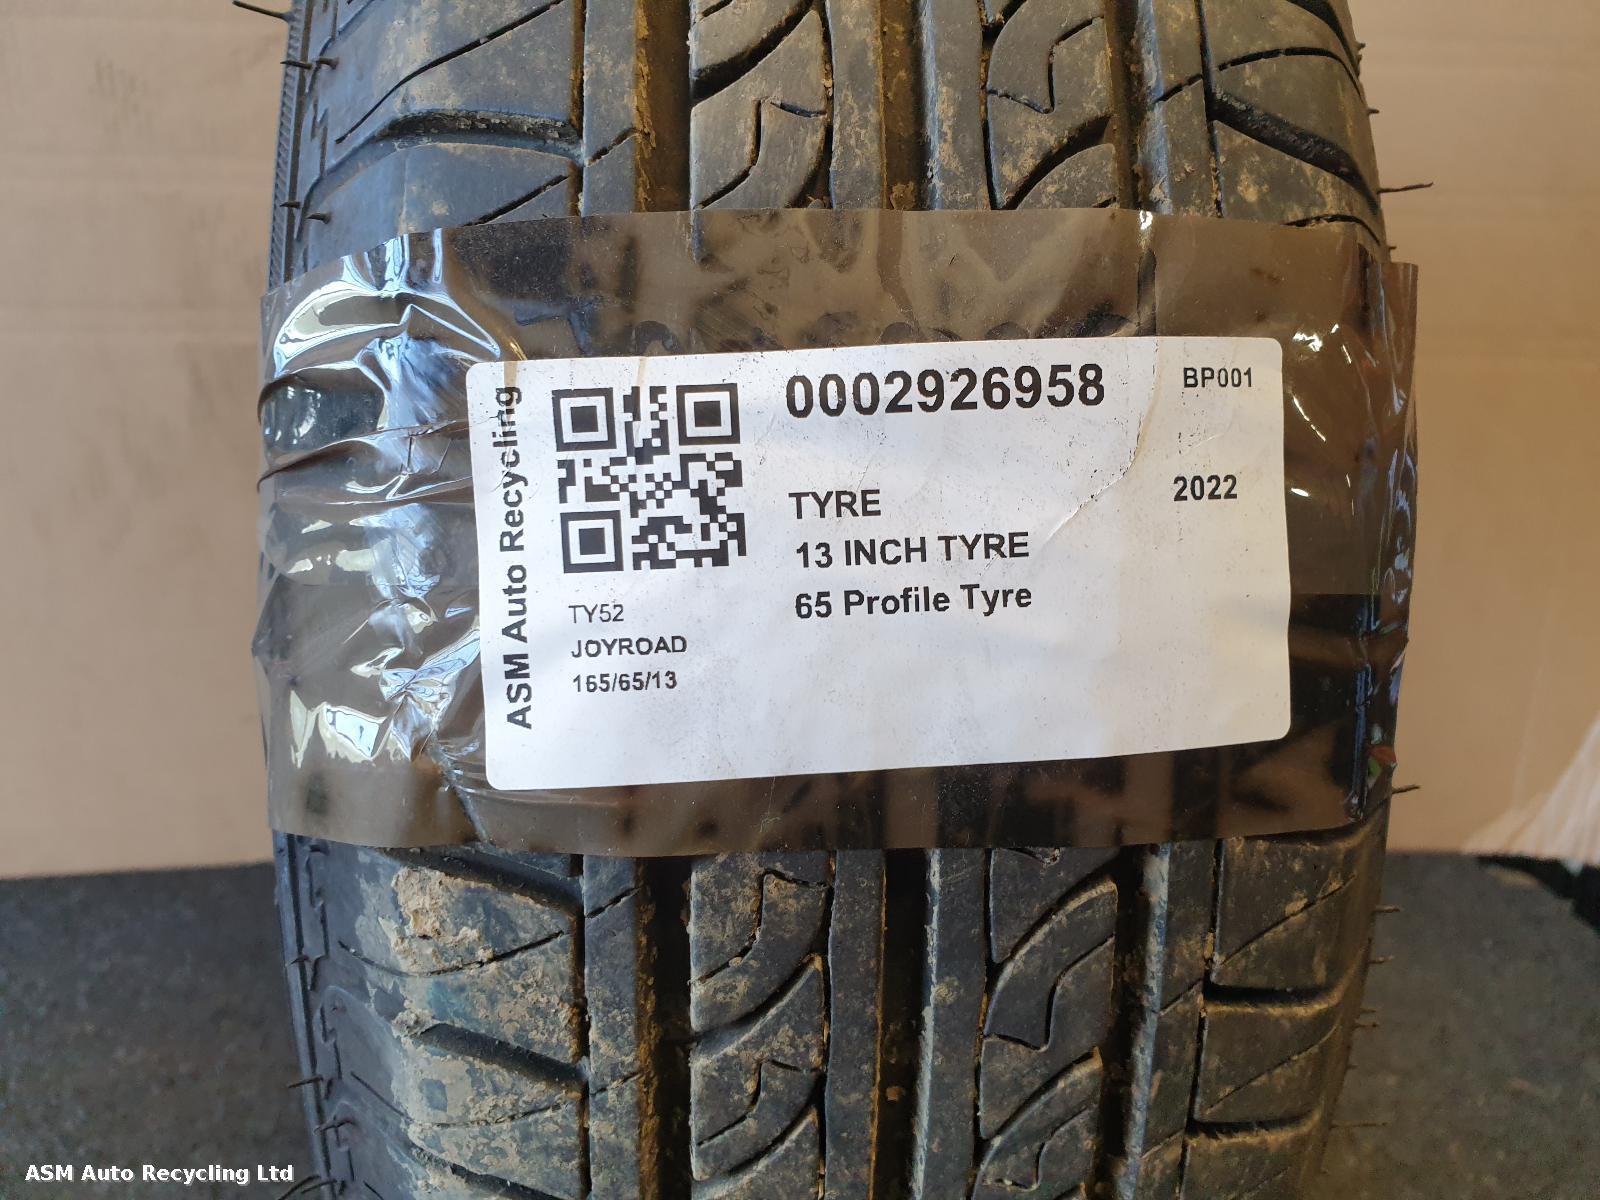 ASM Auto Recycling
0002926958
BP001
2022
TYRE
13 INCH TYRE
65 Profile Tyre
TY52
JOYROAD
165/65/13
ASM Auto Recycling Ltd